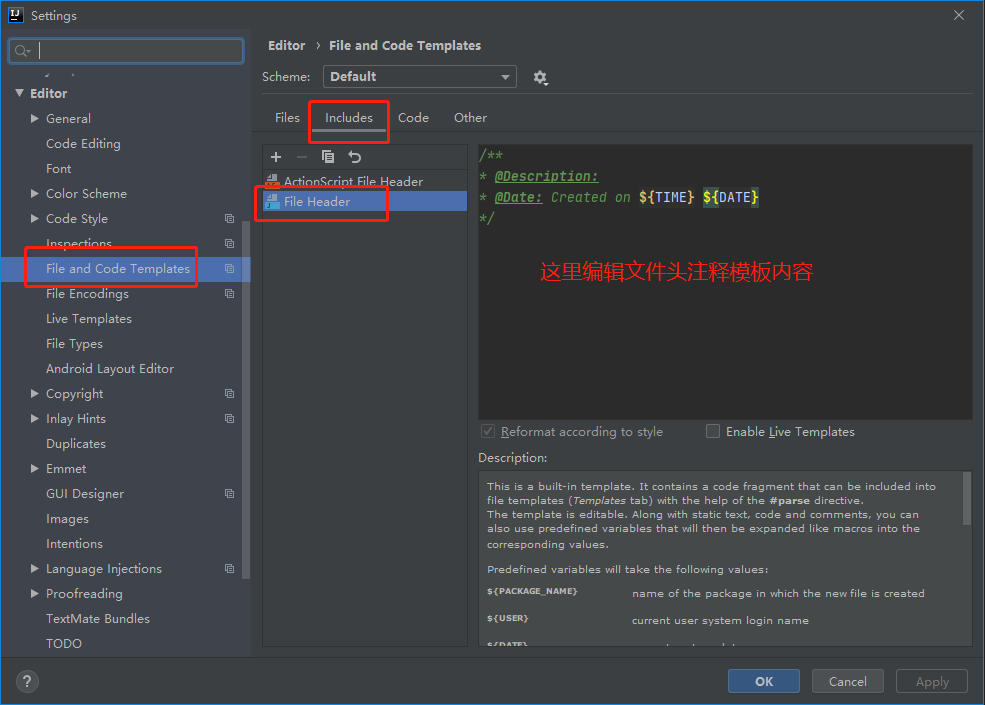 Settings
Editor
General
Code Editing
Font
Color Scheme
Code Style
Inspections
File and Code Templates
File Encodings
Live Templates
File Types
Android Layout Editor
Copyright
Inlay Hints
Duplicates
Emmet
GUI Designer
Images
Intentions
Language Injections
Proofreading
TextMate Bundles
TODO
Editor › File and Code Templates
Scheme: Default
Files Includes Code Other
ActionScript File Header
File Header
/**
* @Description:
* @Date: Created on ${TIME} ${DATE}
*/
这里编辑文件头注释模板内容
Reformat according to style Enable Live Templates
Description:
This is a built-in template. It contains a code fragment that can be included into
file templates (Templates tab) with the help of the #parse directive.
The template is editable. Along with static text, code and comments, you can
also use predefined variables that will then be expanded like macros into the
corresponding values.
Predefined variables will take the following values:
${PACKAGE_NAME} name of the package in which the new file is created
${USER} current user system login name
${DATE}
? OK Cancel Apply